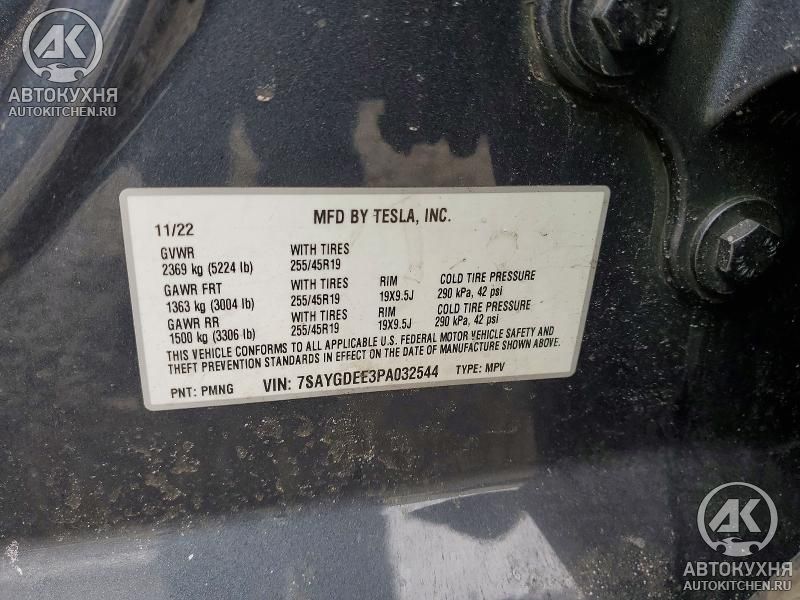 AK
АВТОКУХНЯ
AUTOKITCHEN.RU
MFD BY TESLA, INC.
11/22
GVWR WITH TIRES
2369 kg (5224 lb) 255/45R19
GAWR FRT WITH TIRES RIM COLD TIRE PRESSURE
1363 kg (3004 lb) 255/45R19 19X9.5J 290 kPa, 42 psi
GAWR RR WITH TIRES RIM COLD TIRE PRESSURE
1500 kg (3306 lb) 255/45R19 19X9.5J 290 kPa, 42 psi
THIS VEHICLE CONFORMS TO ALL APPLICABLE U.S. FEDERAL MOTOR VEHICLE SAFETY AND
THEFT PREVENTION STANDARDS IN EFFECT ON THE DATE OF MANUFACTURE SHOWN ABOVE.
PNT: PMNG VIN: 7SAYGDEE3PA032544 TYPE: MPV
AK
АВТОКУХНЯ
AUTOKITCHEN.RU